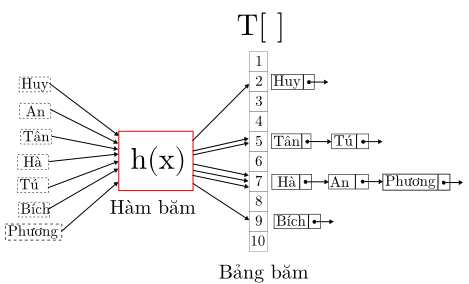 T[ ]
Huy
An
Tân
Hà
Tú
Bích
Phương
h(x)
Hàm băm
1
2 Huy
3
4
5 Tân Tú
6
7 Hà An Phương
8
9 Bích
10
Bảng băm